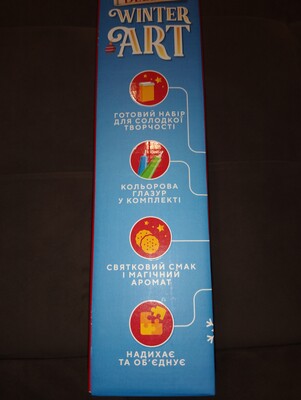 WINTER
ART
ГОТОВИЙ НАБІР
ДЛЯ СОЛОДКОЇ
ТВОРЧОСТІ
КОЛЬОРОВА
ГЛАЗУР
У КОМПЛЕКТІ
СВЯТКОВИЙ СМАК
І МАГІЧНИЙ
АРОМАТ
НАДИХАЄ
ТА ОБ'ЄДНУЄ